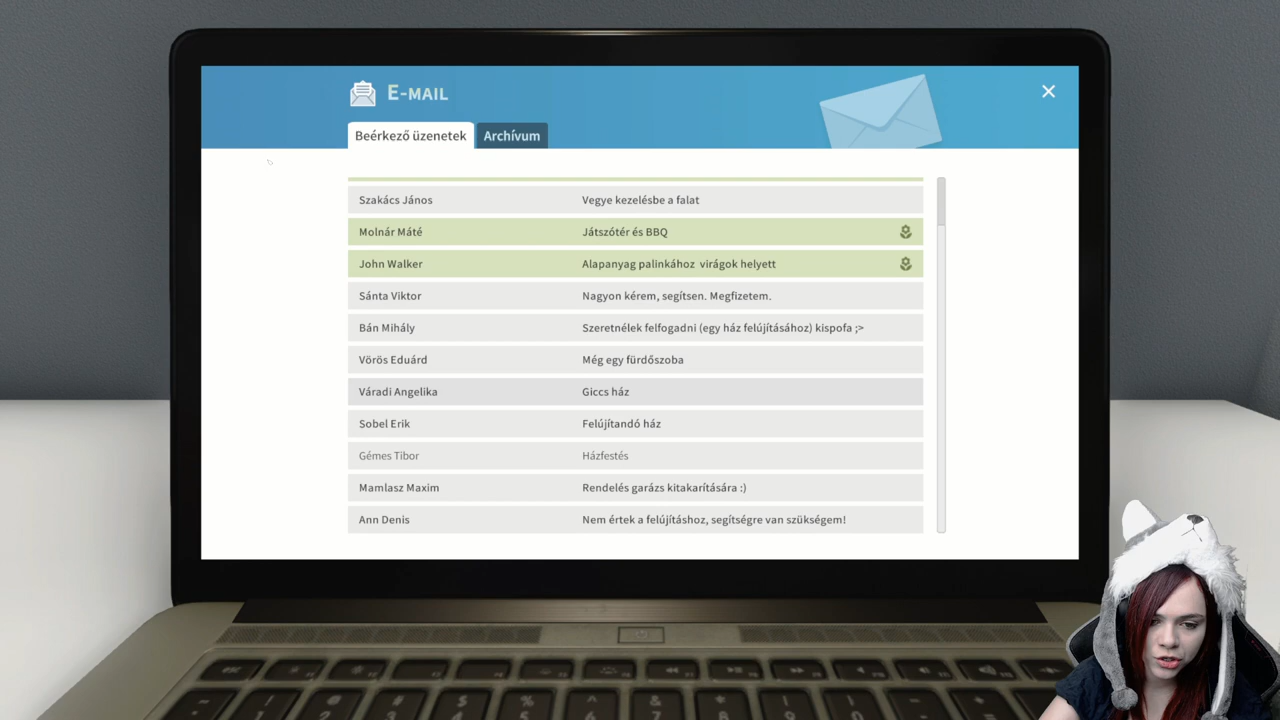 E-MAIL
Beérkező üzenetek Archívum
Szakács János Vegye kezelésbe a falat
Molnár Máté Játszótér és BBQ
John Walker Alapanyag palinkához virágok helyett
Sánta Viktor Nagyon kérem, segítsen. Megfizetem.
Bán Mihály Szeretnélek felfogadni (egy ház felújításához) kispofa ;>
Vörös Eduárd Még egy fürdőszoba
Váradi Angelika Giccs ház
Sobel Erik Felújítandó ház
Gémes Tibor Házfestés
Mamlasz Maxim Rendelés garázs kitakarítására :)
Ann Denis Nem értek a felújításhoz, segítségre van szükségem!